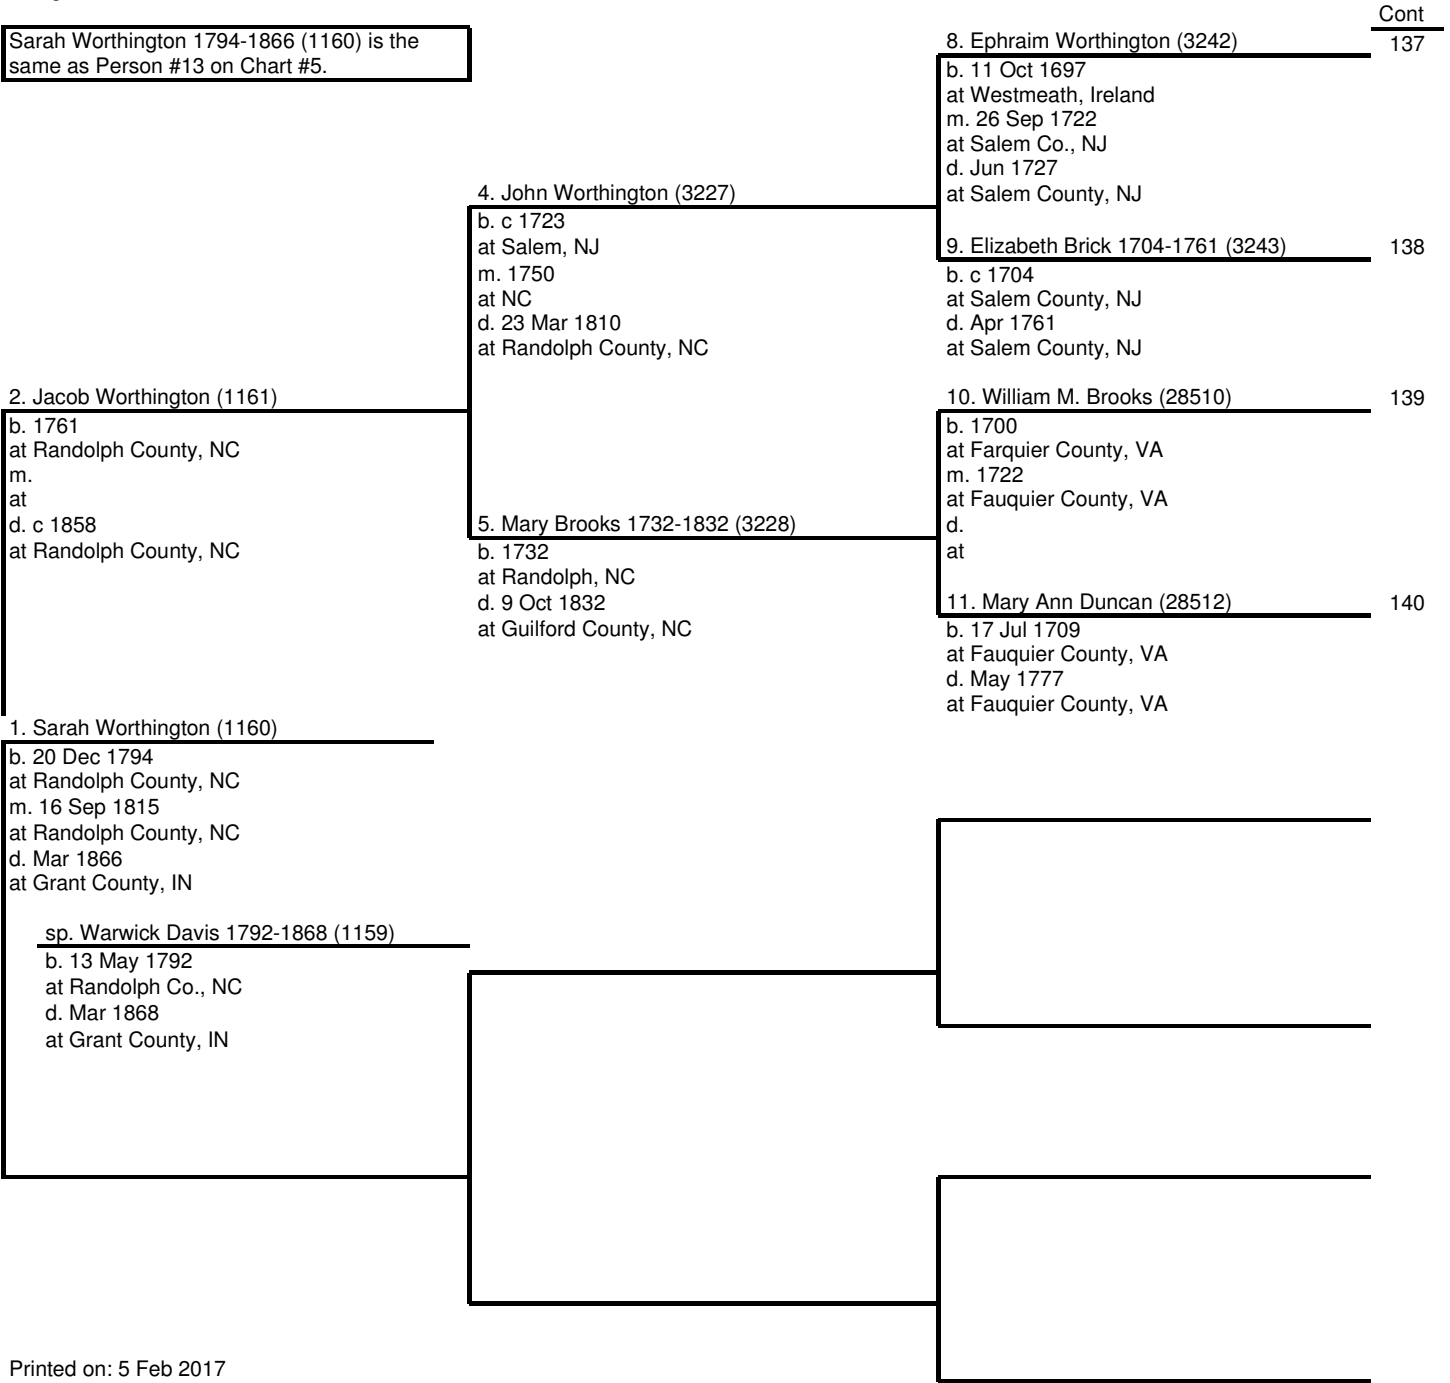 Cont
Sarah Worthington 1794-1866 (1160) is the
same as Person #13 on Chart #5.
8. Ephraim Worthington (3242)
137
b. 11 Oct 1697
at Westmeath, Ireland
m. 26 Sep 1722
at Salem Co., NJ
d. Jun 1727
at Salem County, NJ
4. John Worthington (3227)
b. c 1723
at Salem, NJ
m. 1750
at NC
d. 23 Mar 1810
at Randolph County, NC
9. Elizabeth Brick 1704-1761 (3243)
138
b. c 1704
at Salem County, NJ
d. Apr 1761
at Salem County, NJ
2. Jacob Worthington (1161)
b. 1761
at Randolph County, NC
m.
at
d. c 1858
at Randolph County, NC
10. William M. Brooks (28510)
139
b. 1700
at Farquier County, VA
m. 1722
at Fauquier County, VA
d.
at
5. Mary Brooks 1732-1832 (3228)
b. 1732
at Randolph, NC
d. 9 Oct 1832
at Guilford County, NC
11. Mary Ann Duncan (28512)
140
b. 17 Jul 1709
at Fauquier County, VA
d. May 1777
at Fauquier County, VA
1. Sarah Worthington (1160)
b. 20 Dec 1794
at Randolph County, NC
m. 16 Sep 1815
at Randolph County, NC
d. Mar 1866
at Grant County, IN
sp. Warwick Davis 1792-1868 (1159)
b. 13 May 1792
at Randolph Co., NC
d. Mar 1868
at Grant County, IN
Printed on: 5 Feb 2017